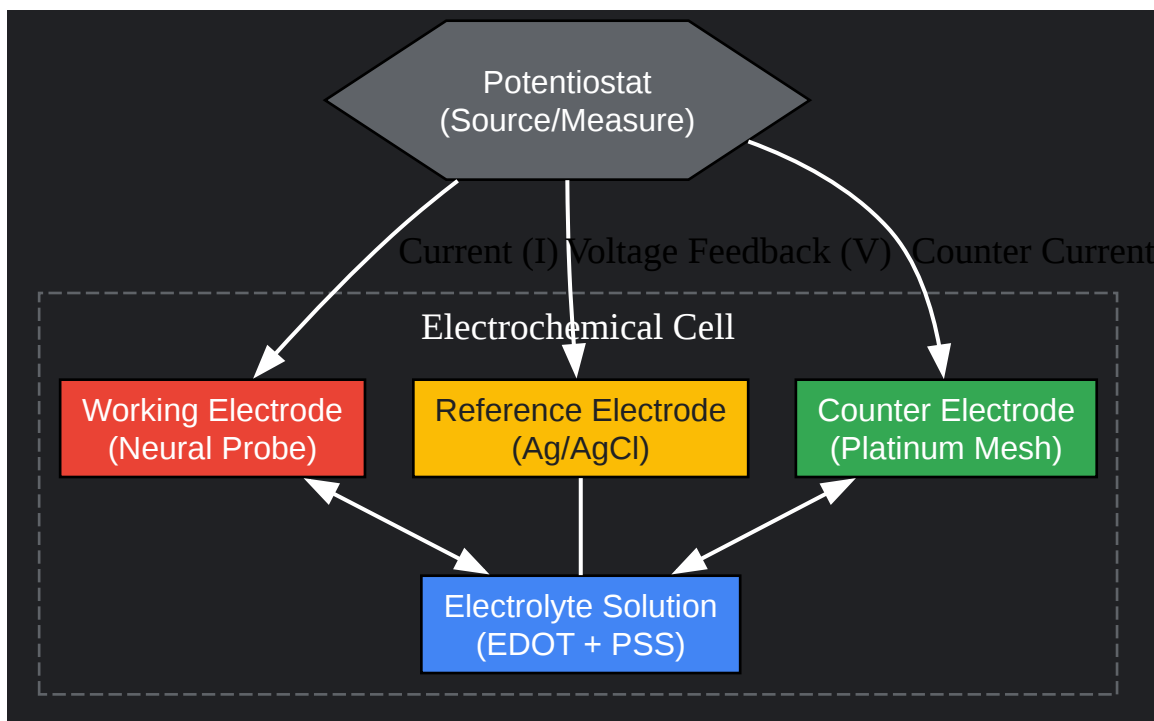 Potentiostat
(Source/Measure)
Current (I)
Voltage Feedback (V)
Counter Current
Electrochemical Cell
Working Electrode
(Neural Probe)
Reference Electrode
(Ag/AgCl)
Counter Electrode
(Platinum Mesh)
Electrolyte Solution
(EDOT + PSS)